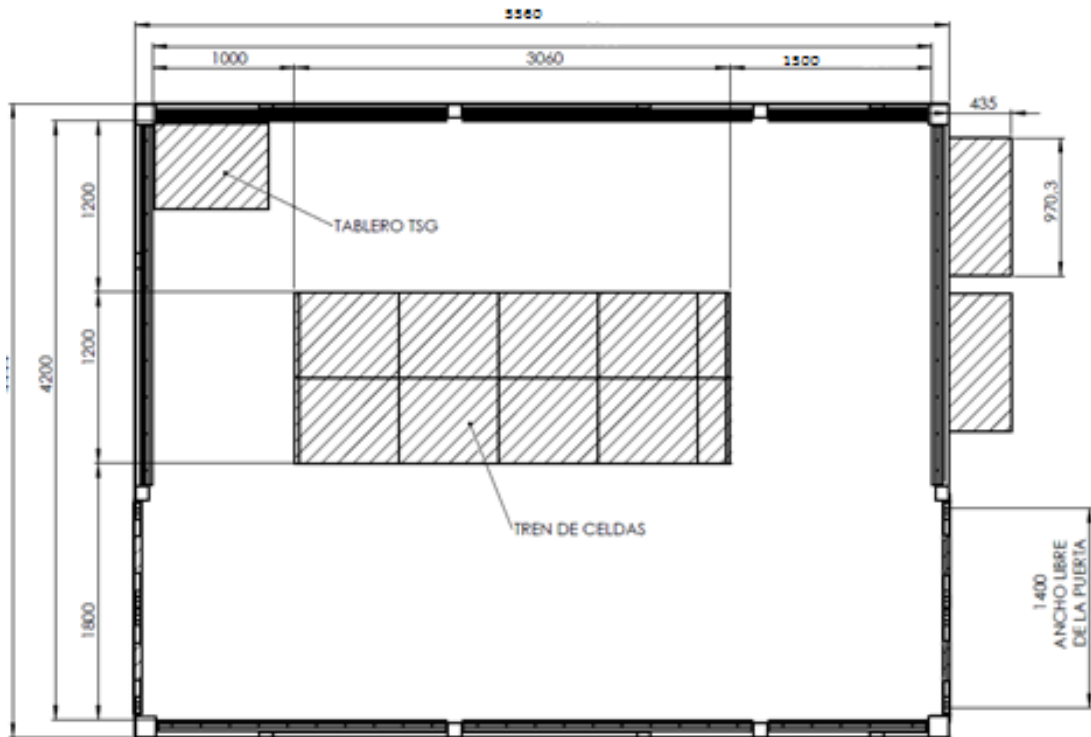 5560
1000
3060
1500
435
1200
970,3
TABLERO TSG
1200
4200
TREN DE CELDAS
1800
1400
ANCHO LIBRE
DE LA PUERTA